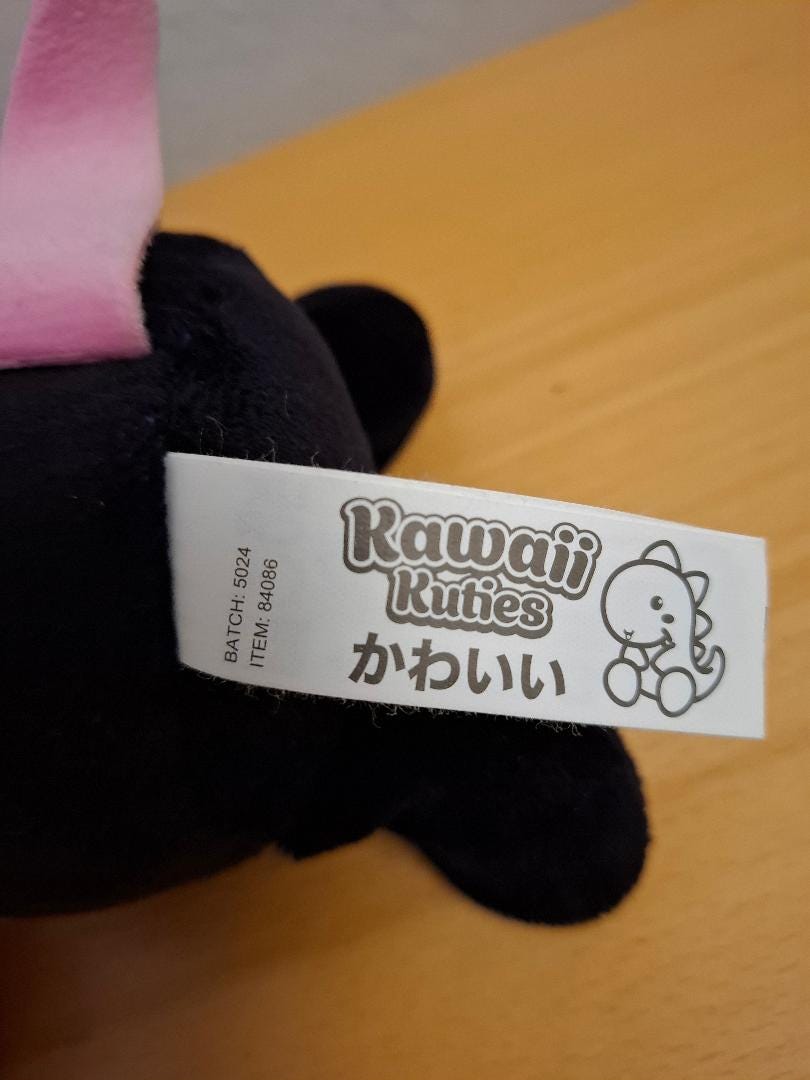 BATCH: 5024
ITEM: 84086
Kawaii
Kuties
かわいい